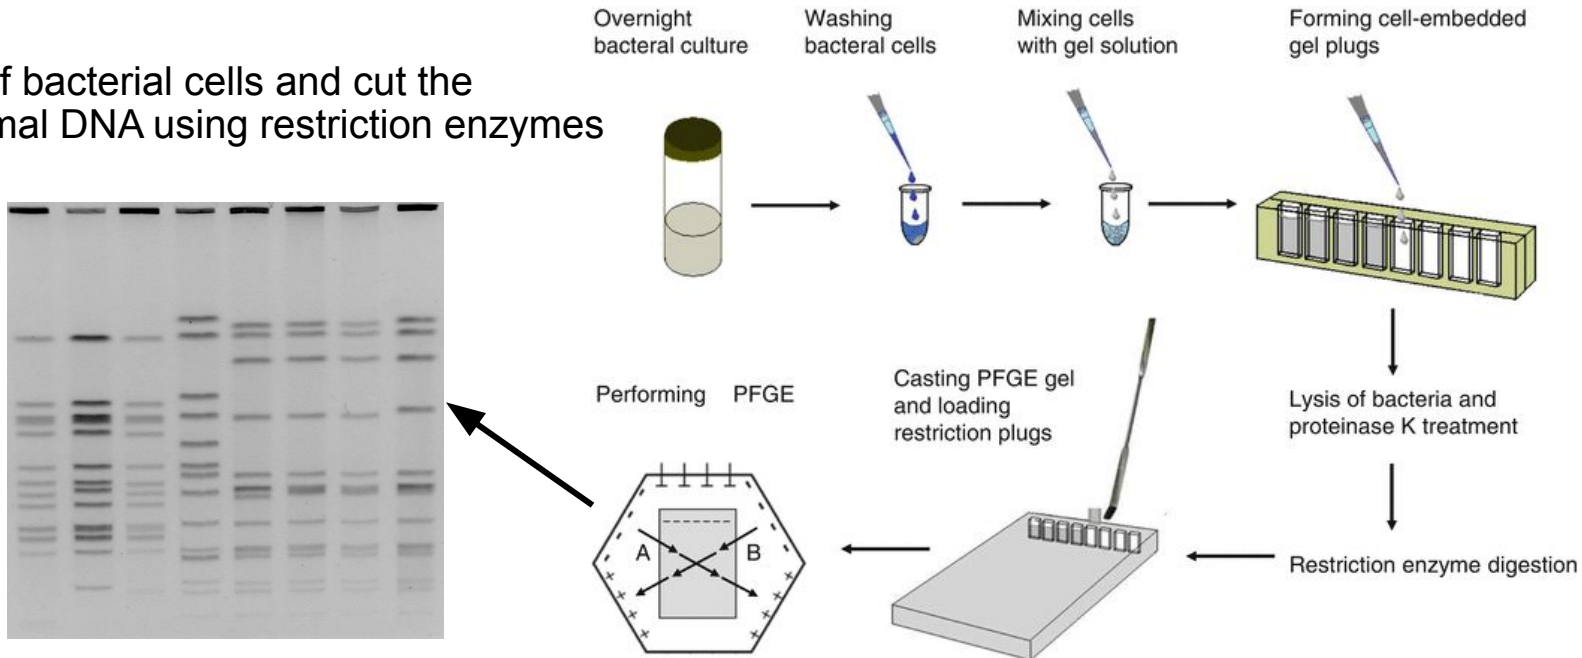 f bacterial cells and cut the
mal DNA using restriction enzymes
Overnight
bacteral culture
Washing
bacteral cells
Mixing cells
with gel solution
Forming cell-embedded
gel plugs
Lysis of bacteria and
proteinase K treatment
Restriction enzyme digestion
Casting PFGE gel
and loading
restriction plugs
Performing PFGE
A B